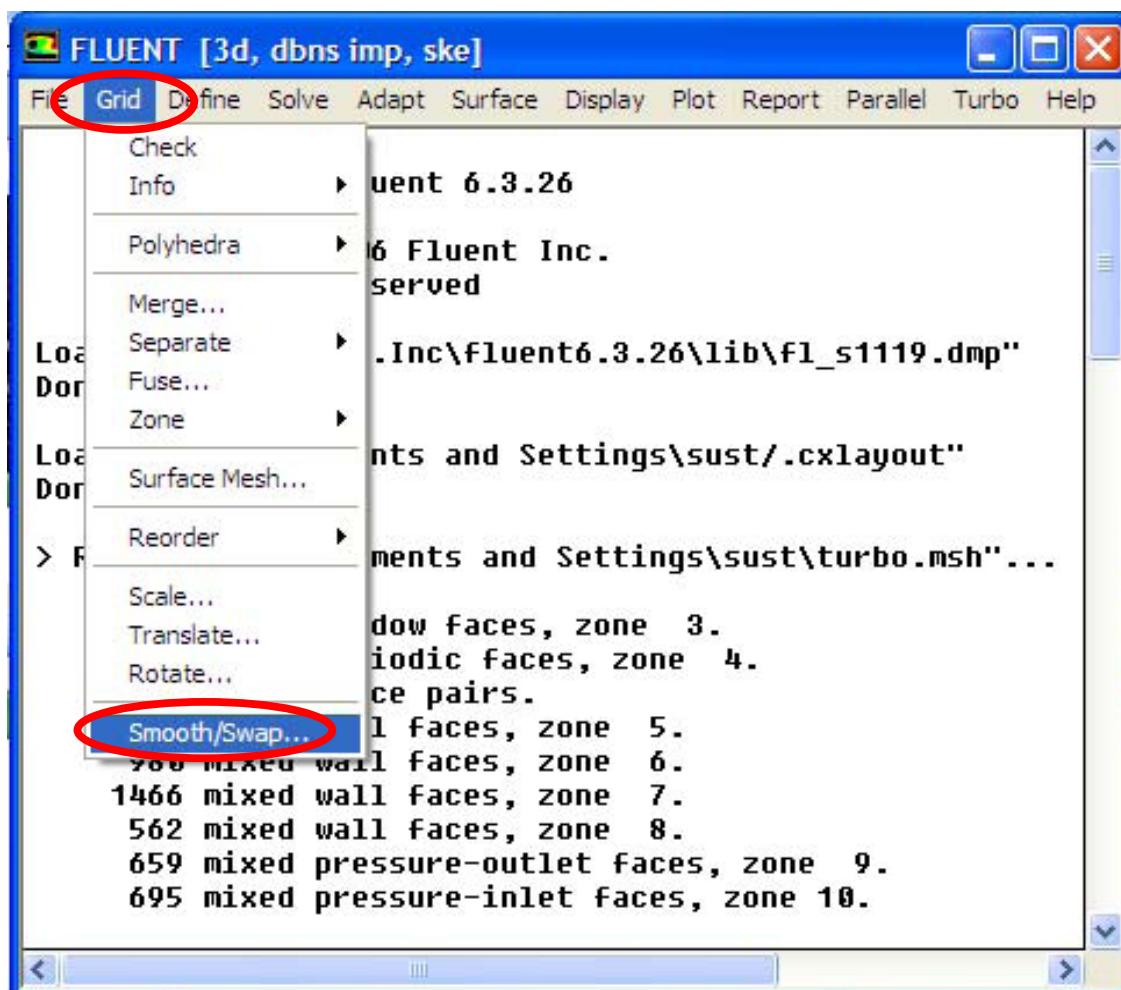 FLUENT [3d, dbns imp, ske]
File Grid Define Solve Adapt Surface Display Plot Report Parallel Turbo Help
Check
Info
Polyhedra
Merge...
Separate
Fuse...
Zone
Surface Mesh...
Reorder
Scale...
Translate...
Rotate...
Smooth/Swap...
uent 6.3.26
6 Fluent Inc.
served
Loa .Inc\fluent6.3.26\lib\fl_s1119.dmp"
Don
Loa nts and Settings\sust/.cxlayout"
Don
> R ments and Settings\sust\turbo.msh"...
dow faces, zone 3.
iodic faces, zone 4.
ce pairs.
l faces, zone 5.
mixed wall faces, zone 6.
1466 mixed wall faces, zone 7.
562 mixed wall faces, zone 8.
659 mixed pressure-outlet faces, zone 9.
695 mixed pressure-inlet faces, zone 10.